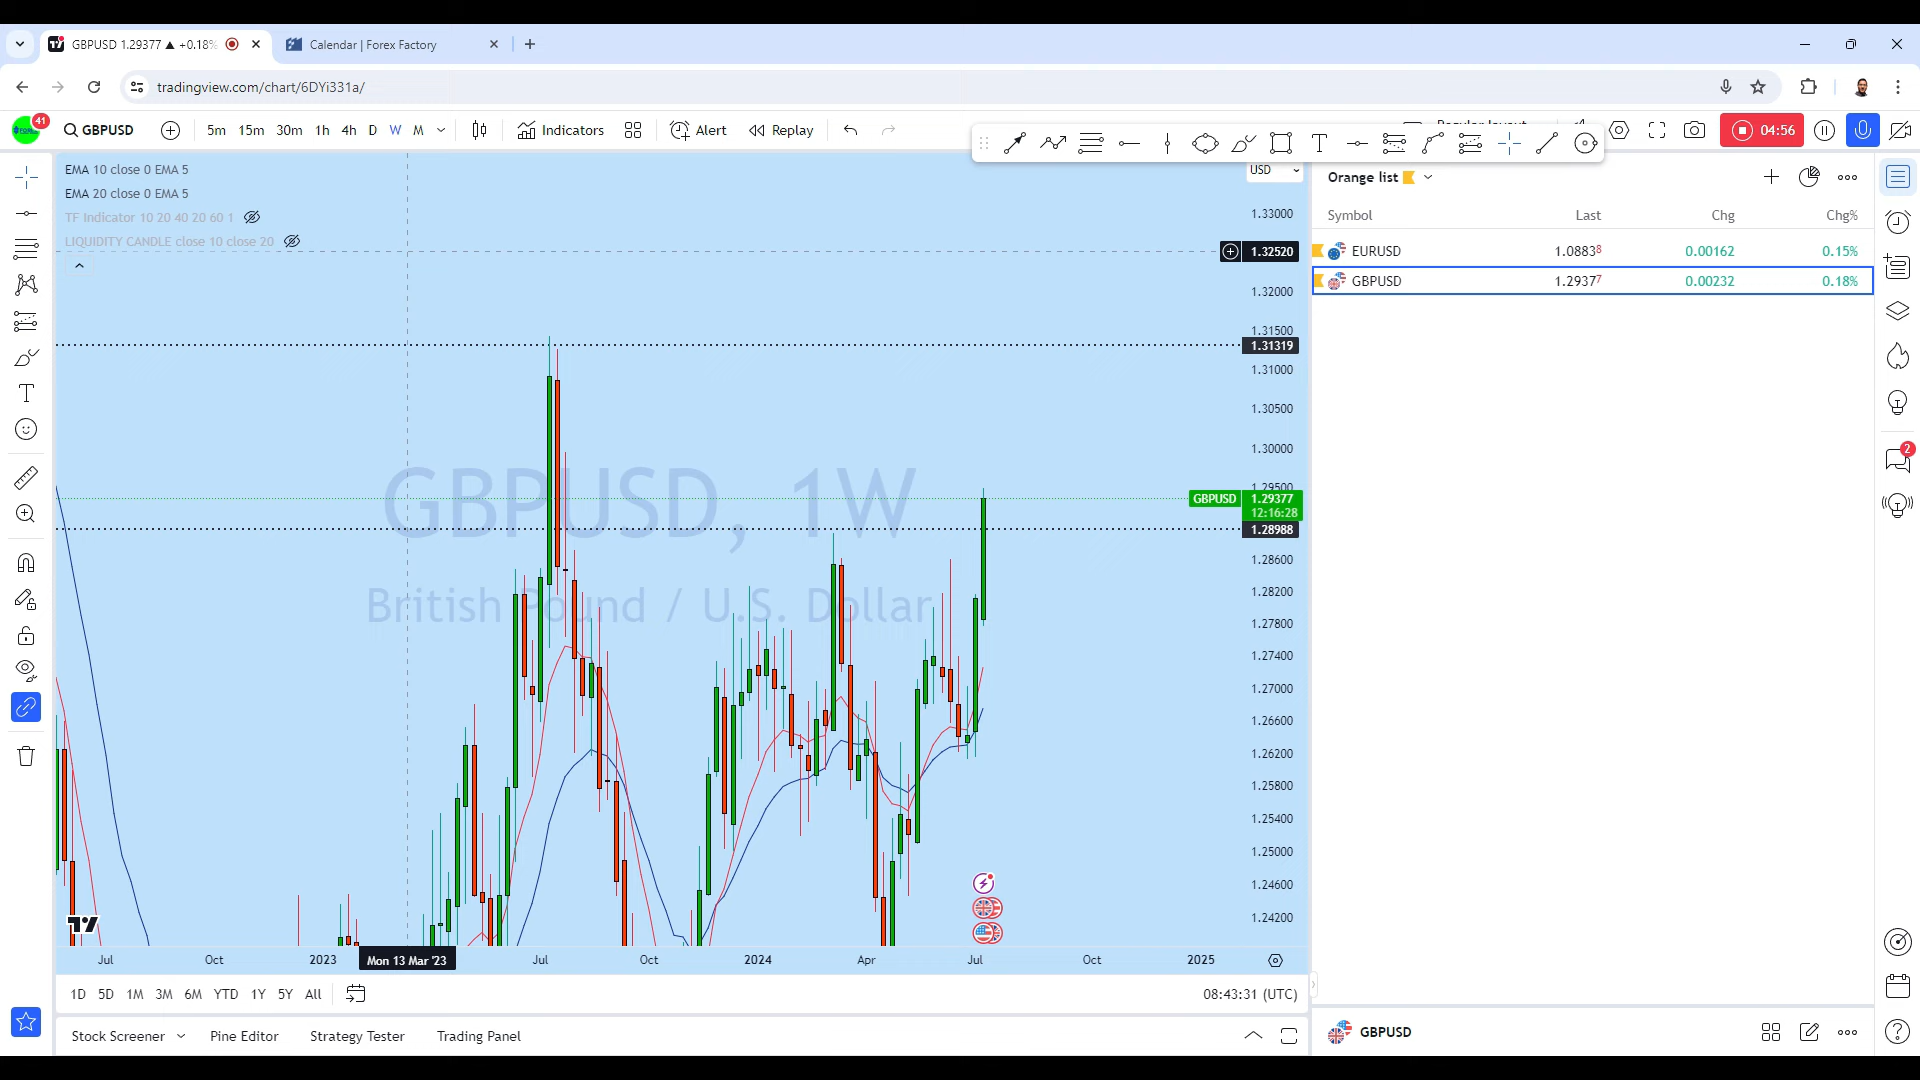 GBPUSD 1.29377 ▲ +0.18%
Calendar | Forex Factory
tradingview.com/chart/6DYi331a/
41
GBPUSD
5m 15m 30m 1h 4h D W M
Indicators
Alert
Replay
04:56
EMA 10 close 0 EMA 5
EMA 20 close 0 EMA 5
TF Indicator 10 20 40 20 60 1
LIQUIDITY CANDLE close 10 close 20
GBPUSD, 1W
British Pound / U.S. Dollar
USD
1.33000
1.32520
1.32000
1.31500
1.31319
1.31000
1.30500
1.30000
1.29500
GBPUSD 1.29377
12:16:28
1.28988
1.28600
1.28200
1.27800
1.27400
1.27000
1.26600
1.26200
1.25800
1.25400
1.25000
1.24600
1.24200
Jul Oct 2023 Mon 13 Mar '23 Jul Oct 2024 Apr Jul Oct 2025
1D 5D 1M 3M 6M YTD 1Y 5Y All
08:43:31 (UTC)
Stock Screener Pine Editor Strategy Tester Trading Panel
Orange list
Symbol Last Chg Chg%
EURUSD 1.08838 0.00162 0.15%
GBPUSD 1.29377 0.00232 0.18%
2
GBPUSD